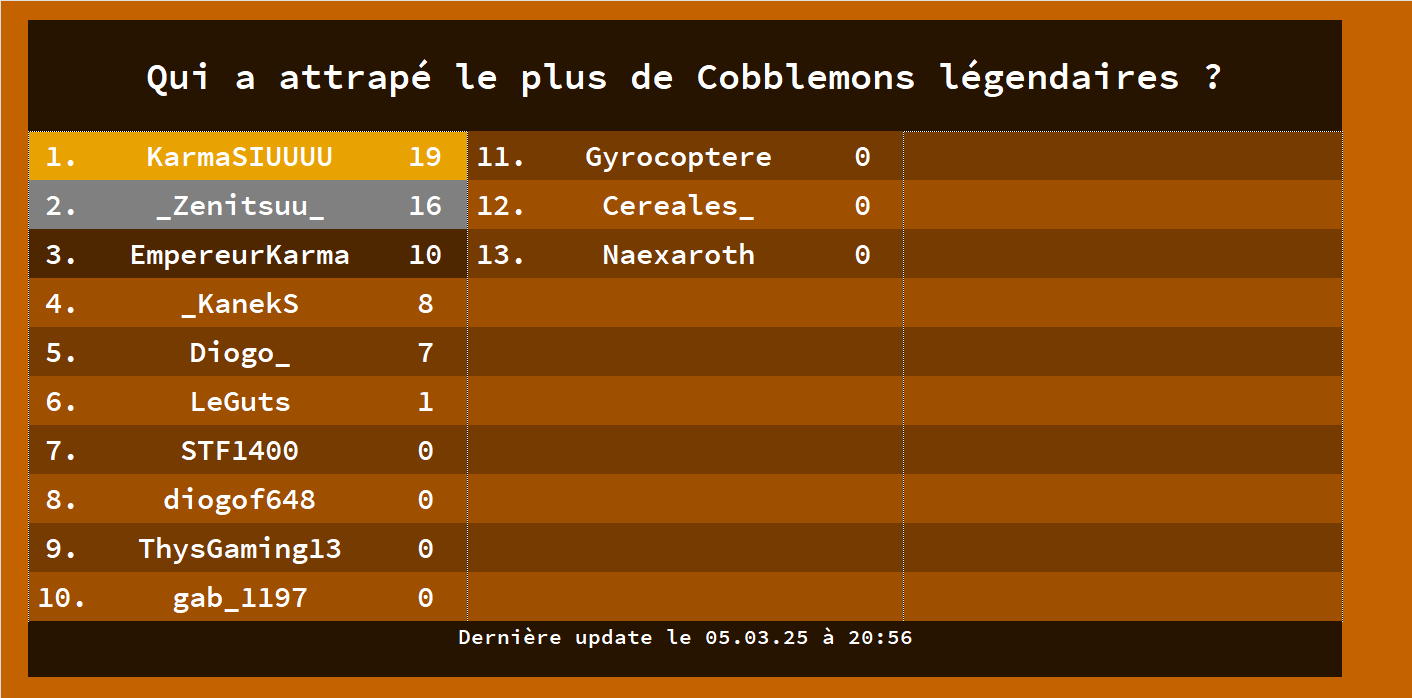 Qui a attrapé le plus de Cobblemons légendaires ?
1. KarmaSIUUUU 19
2. _Zenitsuu_ 16
3. EmpereurKarma 10
4. _KanekS 8
5. Diogo_ 7
6. LeGuts 1
7. STF1400 0
8. diogof648 0
9. ThysGaming13 0
10. gab_1197 0
11. Gyrocoptere 0
12. Cereales_ 0
13. Naexaroth 0
Dernière update le 05.03.25 à 20:56